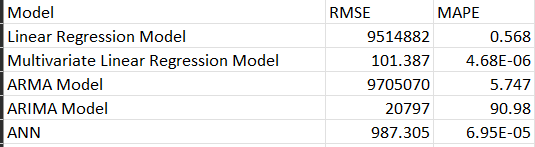 Model RMSE MAPE
Linear Regression Model 9514882 0.568
Multivariate Linear Regression Model 101.387 4.68E-06
ARMA Model 9705070 5.747
ARIMA Model 20797 90.98
ANN 987.305 6.95E-05